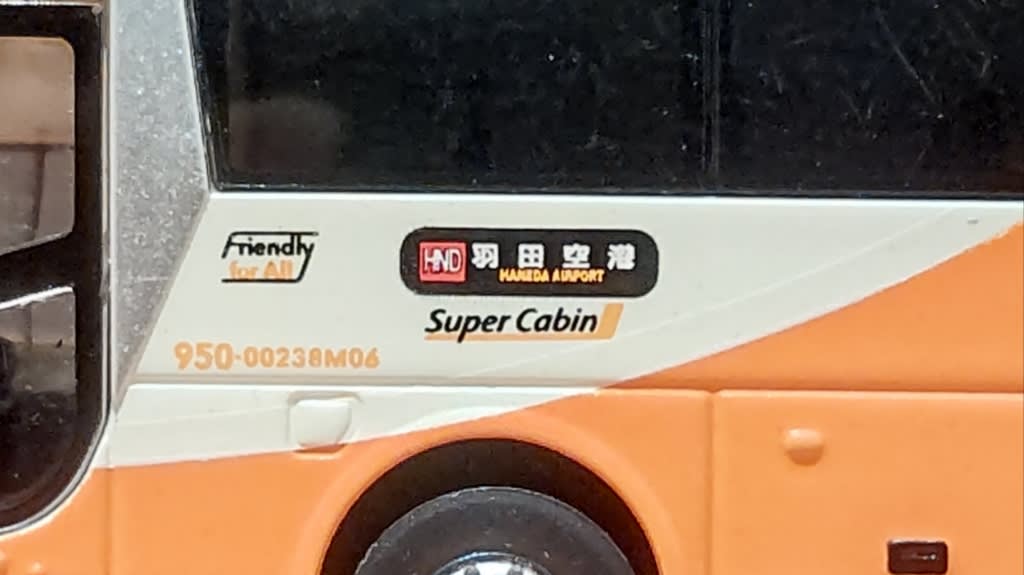 Friendly
for All
HND 羽田空港
HANEDA AIRPORT
Super Cabin
950-00238M06